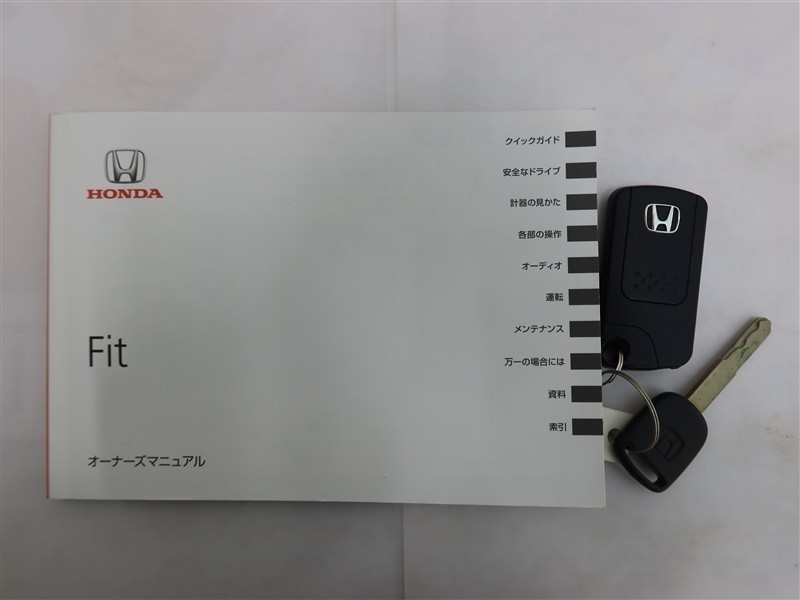 HONDA
Fit
オーナーズマニュアル
クイックガイド
安全なドライブ
計器の見かた
各部の操作
オーディオ
運転
メンテナンス
万一の場合には
資料
索引